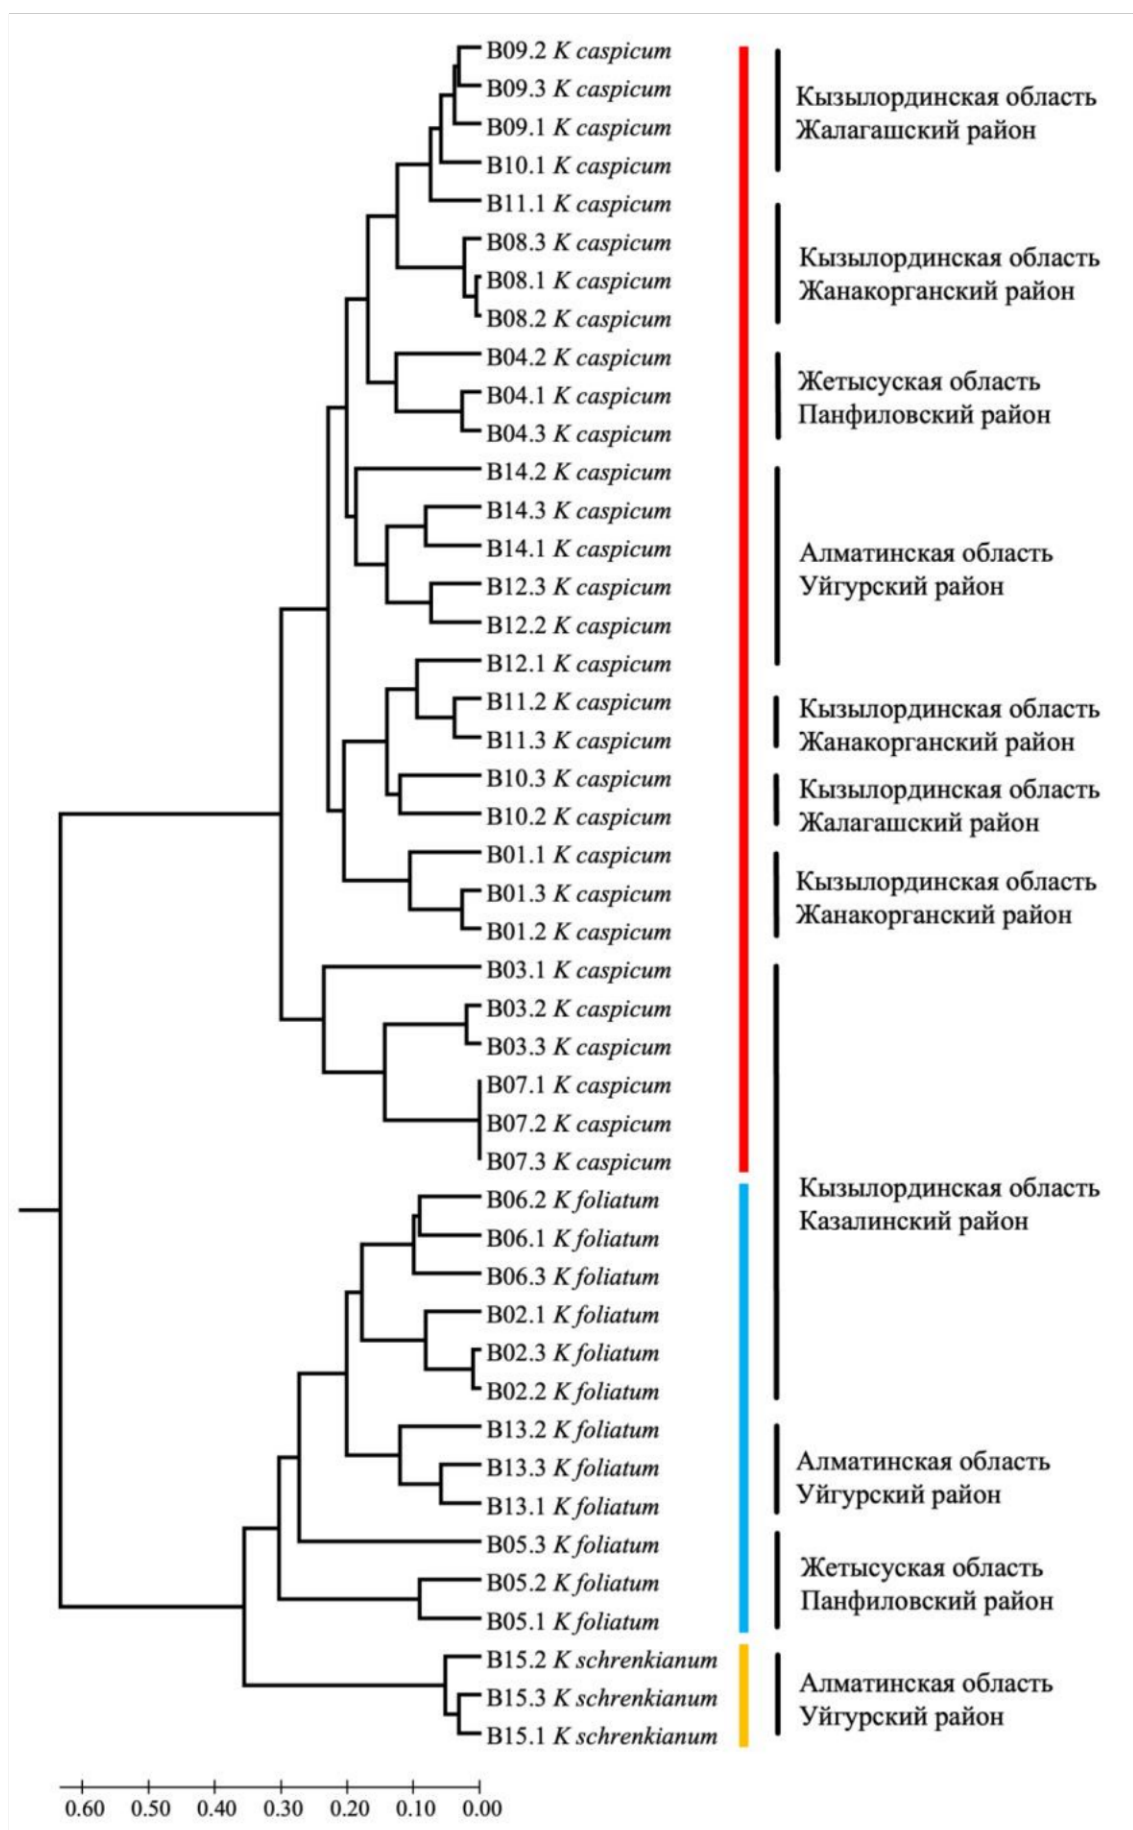 B09.2 K caspicum
B09.3 K caspicum
B09.1 K caspicum
B10.1 K caspicum
Кызылординская область
Жалагашский район
B11.1 K caspicum
B08.3 K caspicum
B08.1 K caspicum
B08.2 K caspicum
Кызылординская область
Жанакорганский район
B04.2 K caspicum
B04.1 K caspicum
B04.3 K caspicum
Жетысуская область
Панфиловский район
B14.2 K caspicum
B14.3 K caspicum
B14.1 K caspicum
B12.3 K caspicum
B12.2 K caspicum
B12.1 K caspicum
Алматинская область
Уйгурский район
B11.2 K caspicum
B11.3 K caspicum
Кызылординская область
Жанакорганский район
B10.3 K caspicum
B10.2 K caspicum
Кызылординская область
Жалагашский район
B01.1 K caspicum
B01.3 K caspicum
B01.2 K caspicum
Кызылординская область
Жанакорганский район
B03.1 K caspicum
B03.2 K caspicum
B03.3 K caspicum
B07.1 K caspicum
B07.2 K caspicum
B07.3 K caspicum
B06.2 K foliatum
B06.1 K foliatum
B06.3 K foliatum
B02.1 K foliatum
B02.3 K foliatum
B02.2 K foliatum
Кызылординская область
Казалинский район
B13.2 K foliatum
B13.3 K foliatum
B13.1 K foliatum
Алматинская область
Уйгурский район
B05.3 K foliatum
B05.2 K foliatum
B05.1 K foliatum
Жетысуская область
Панфиловский район
B15.2 K schrenkianum
B15.3 K schrenkianum
B15.1 K schrenkianum
Алматинская область
Уйгурский район
0.60 0.50 0.40 0.30 0.20 0.10 0.00